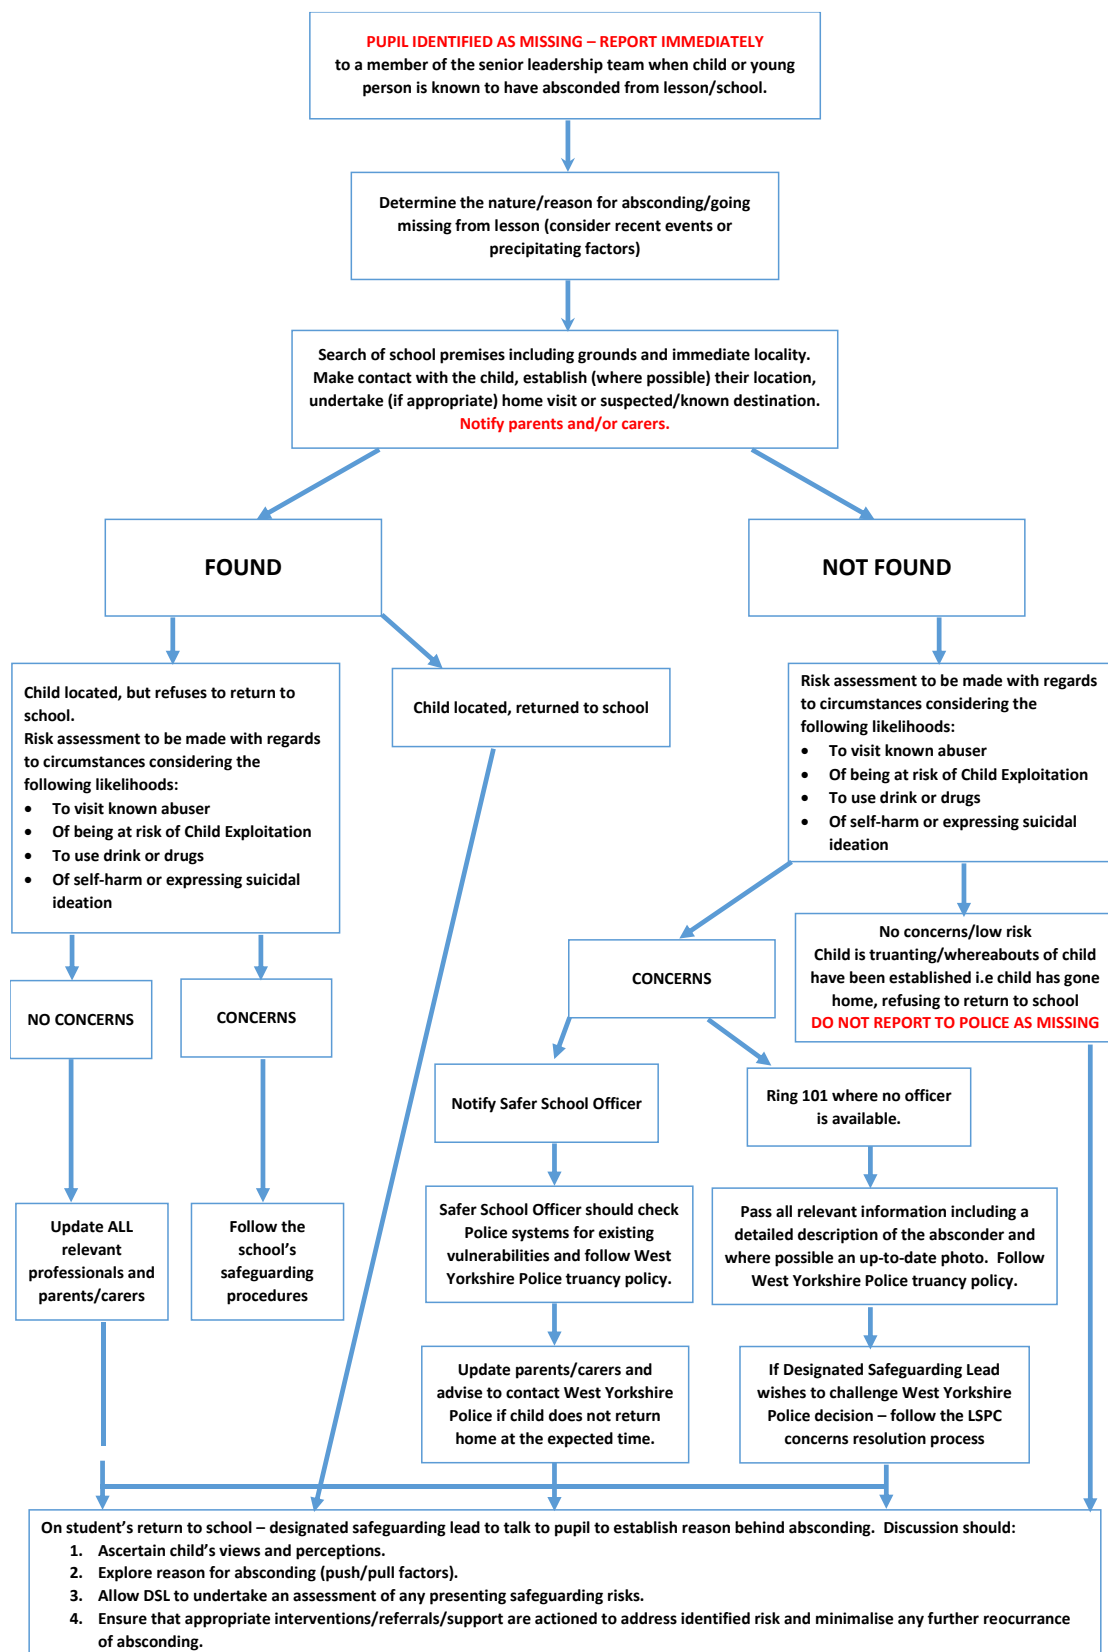 PUPIL IDENTIFIED AS MISSING – REPORT IMMEDIATELY
to a member of the senior leadership team when child or young
person is known to have absconded from lesson/school.
Determine the nature/reason for absconding/going
missing from lesson (consider recent events or
precipitating factors)
Search of school premises including grounds and immediate locality.
Make contact with the child, establish (where possible) their location,
undertake (if appropriate) home visit or suspected/known destination.
Notify parents and/or carers.
FOUND
NOT FOUND
Child located, but refuses to return to
school.
Risk assessment to be made with regards
to circumstances considering the
following likelihoods:
• To visit known abuser
• Of being at risk of Child Exploitation
• To use drink or drugs
• Of self-harm or expressing suicidal
ideation
Child located, returned to school
Risk assessment to be made with regards
to circumstances considering the
following likelihoods:
• To visit known abuser
• Of being at risk of Child Exploitation
• To use drink or drugs
• Of self-harm or expressing suicidal
ideation
NO CONCERNS
CONCERNS
CONCERNS
No concerns/low risk
Child is truanting/whereabouts of child
have been established i.e child has gone
home, refusing to return to school
DO NOT REPORT TO POLICE AS MISSING
Notify Safer School Officer
Ring 101 where no officer
is available.
Update ALL
relevant
professionals and
parents/carers
Follow the
school's
safeguarding
procedures
Safer School Officer should check
Police systems for existing
vulnerabilities and follow West
Yorkshire Police truancy policy.
Pass all relevant information including a
detailed description of the absconder and
where possible an up-to-date photo.  Follow
West Yorkshire Police truancy policy.
Update parents/carers and
advise to contact West Yorkshire
Police if child does not return
home at the expected time.
If Designated Safeguarding Lead
wishes to challenge West Yorkshire
Police decision – follow the LSPC
concerns resolution process
On student's return to school – designated safeguarding lead to talk to pupil to establish reason behind absconding.  Discussion should:
1. Ascertain child's views and perceptions.
2. Explore reason for absconding (push/pull factors).
3. Allow DSL to undertake an assessment of any presenting safeguarding risks.
4. Ensure that appropriate interventions/referrals/support are actioned to address identified risk and minimalise any further reocurrance
of absconding.